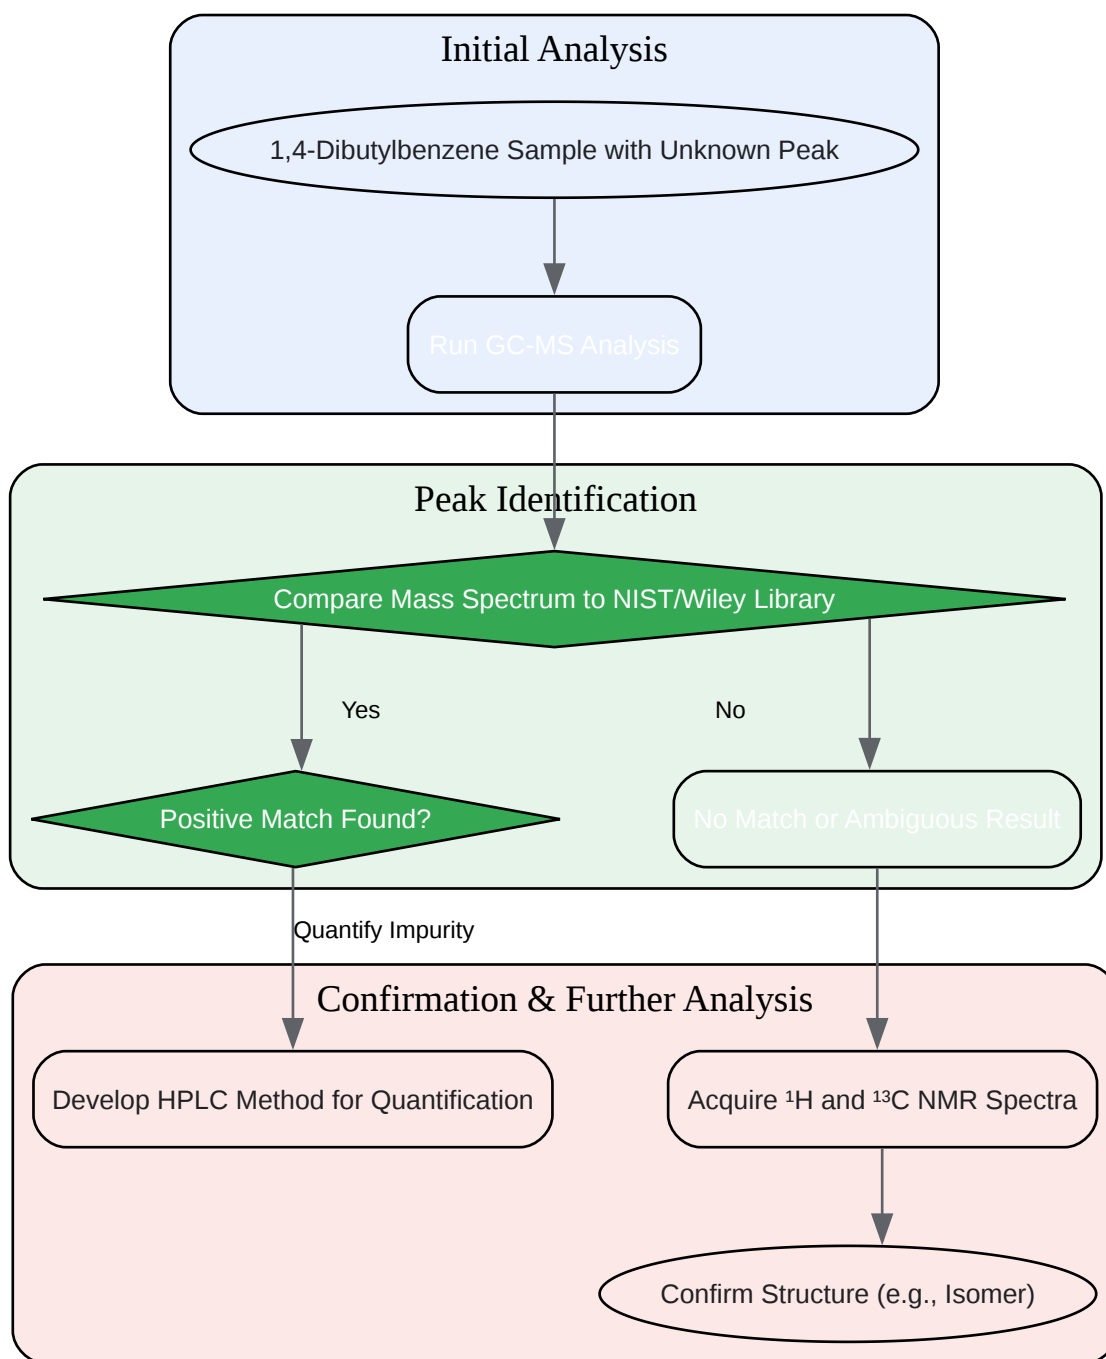 Initial Analysis
1,4-Dibutylbenzene Sample with Unknown Peak
Run GC-MS Analysis
Peak Identification
Compare Mass Spectrum to NIST/Wiley Library
Yes
No
Positive Match Found?
No Match or Ambiguous Result
Quantify Impurity
Confirmation & Further Analysis
Develop HPLC Method for Quantification
Acquire ¹H and ¹³C NMR Spectra
Confirm Structure (e.g., Isomer)